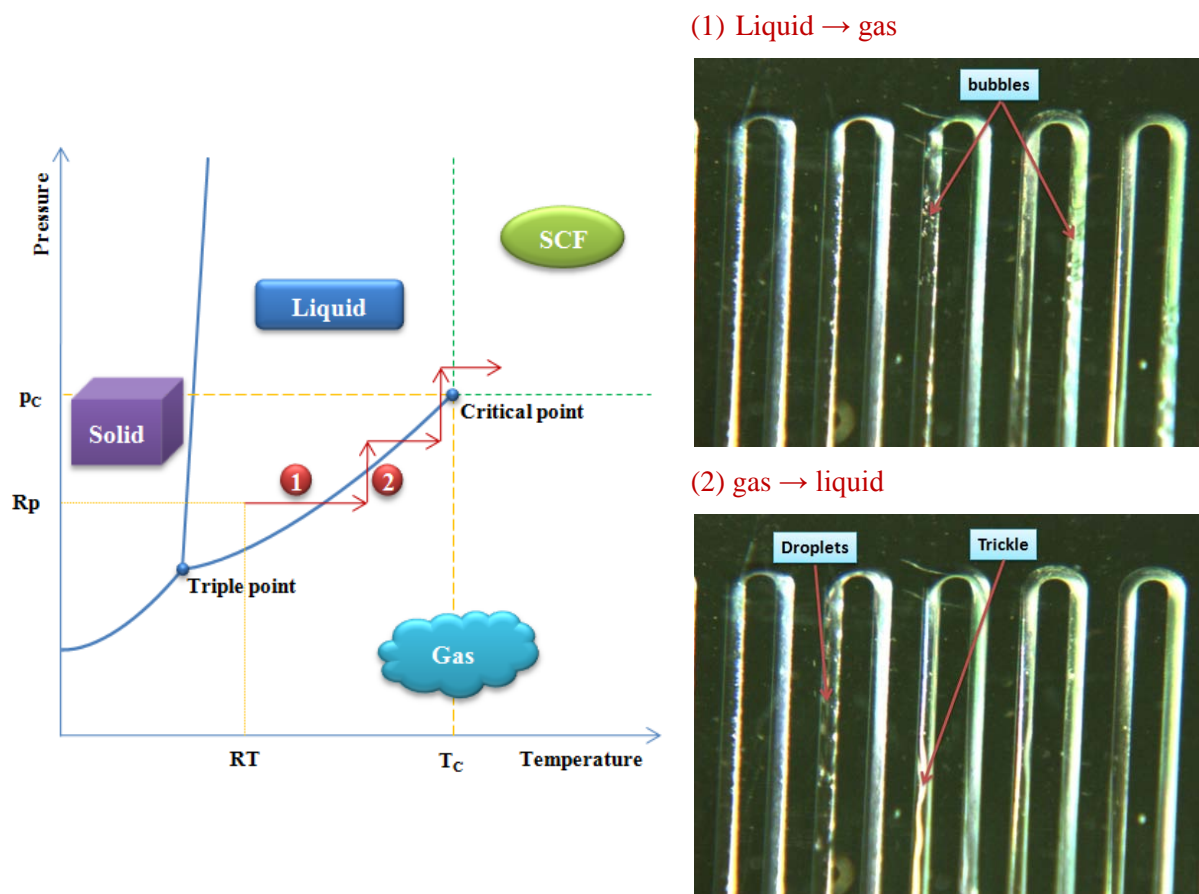 (1) Liquid → gas
bubbles
Pressure
SCF
Liquid
Solid
pC
Critical point
1
2
Rp
Triple point
Gas
RT
TC
Temperature
(2) gas → liquid
Droplets
Trickle